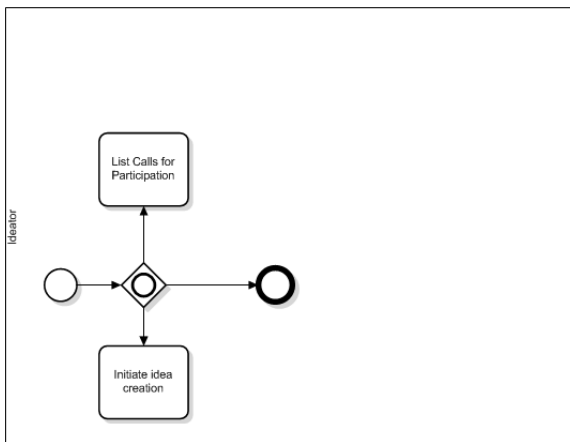 List Calls for
Participation
Ideator
Initiate idea
creation